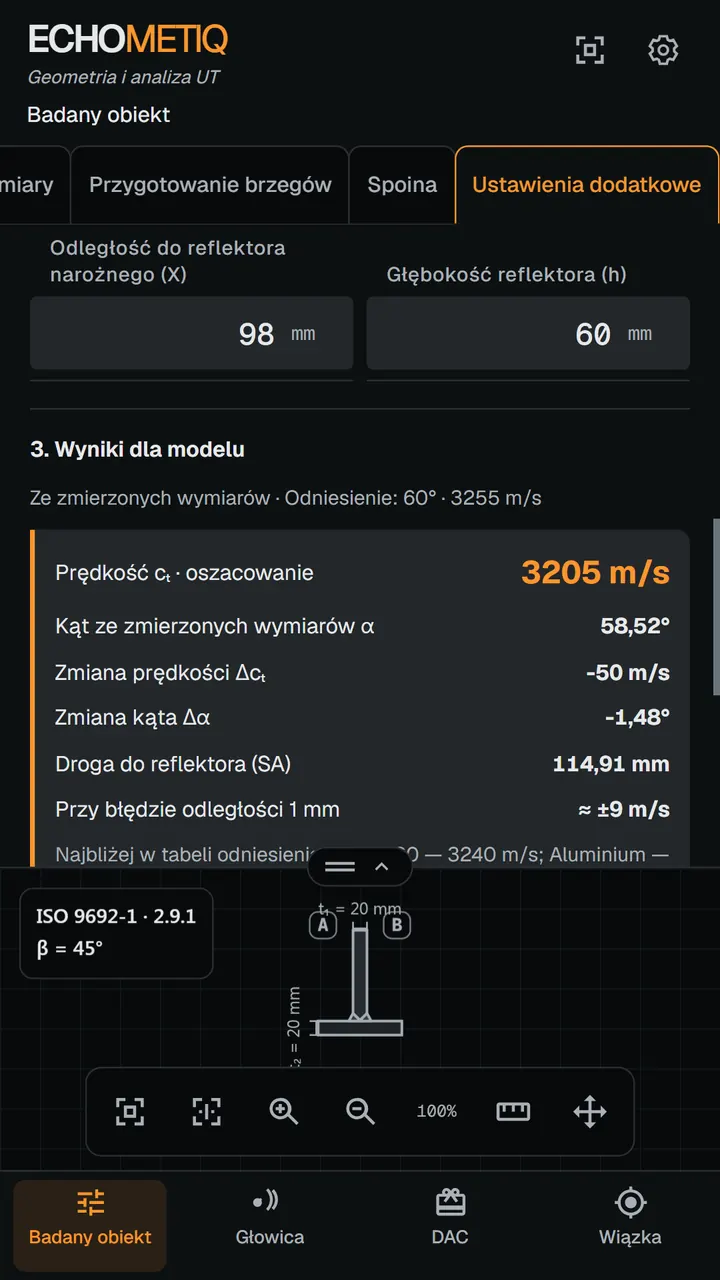 ECHOMETIQ
Geometria i analiza UT
Badany obiekt
miary Przygotowanie brzegów Spoina Ustawienia dodatkowe
Odległość do reflektora
narożnego (X)
Głębokość reflektora (h)
98 mm 60 mm
3. Wyniki dla modelu
Ze zmierzonych wymiarów · Odniesienie: 60° · 3255 m/s
Prędkość cₜ · oszacowanie 3205 m/s
Kąt ze zmierzonych wymiarów α 58,52°
Zmiana prędkości Δcₜ -50 m/s
Zmiana kąta Δα -1,48°
Droga do reflektora (SA) 114,91 mm
Przy błędzie odległości 1 mm ≈ ±9 m/s
Najbliżej w tabeli — 3240 m/s; Aluminium —
ISO 9692-1 · 2.9.1
β = 45°
t₁ = 20 mm
A B
t₂ = 20 mm
100%
Badany obiekt Głowica DAC Wiązka